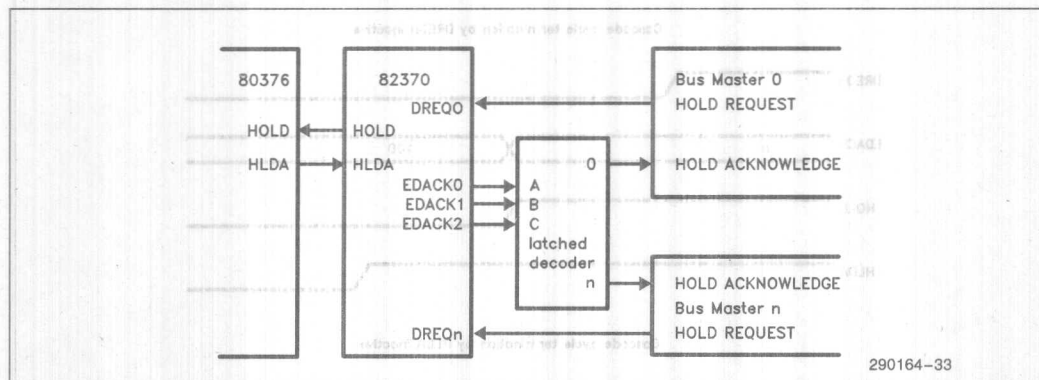 80376
82370
Bus Master 0
DREQ0
HOLD REQUEST
HOLD
HOLD
HLDA
HLDA
0
HOLD ACKNOWLEDGE
EDACK0
A
EDACK1
B
EDACK2
C
latched
decoder
n
HOLD ACKNOWLEDGE
Bus Master n
DREQn
HOLD REQUEST
290164-33